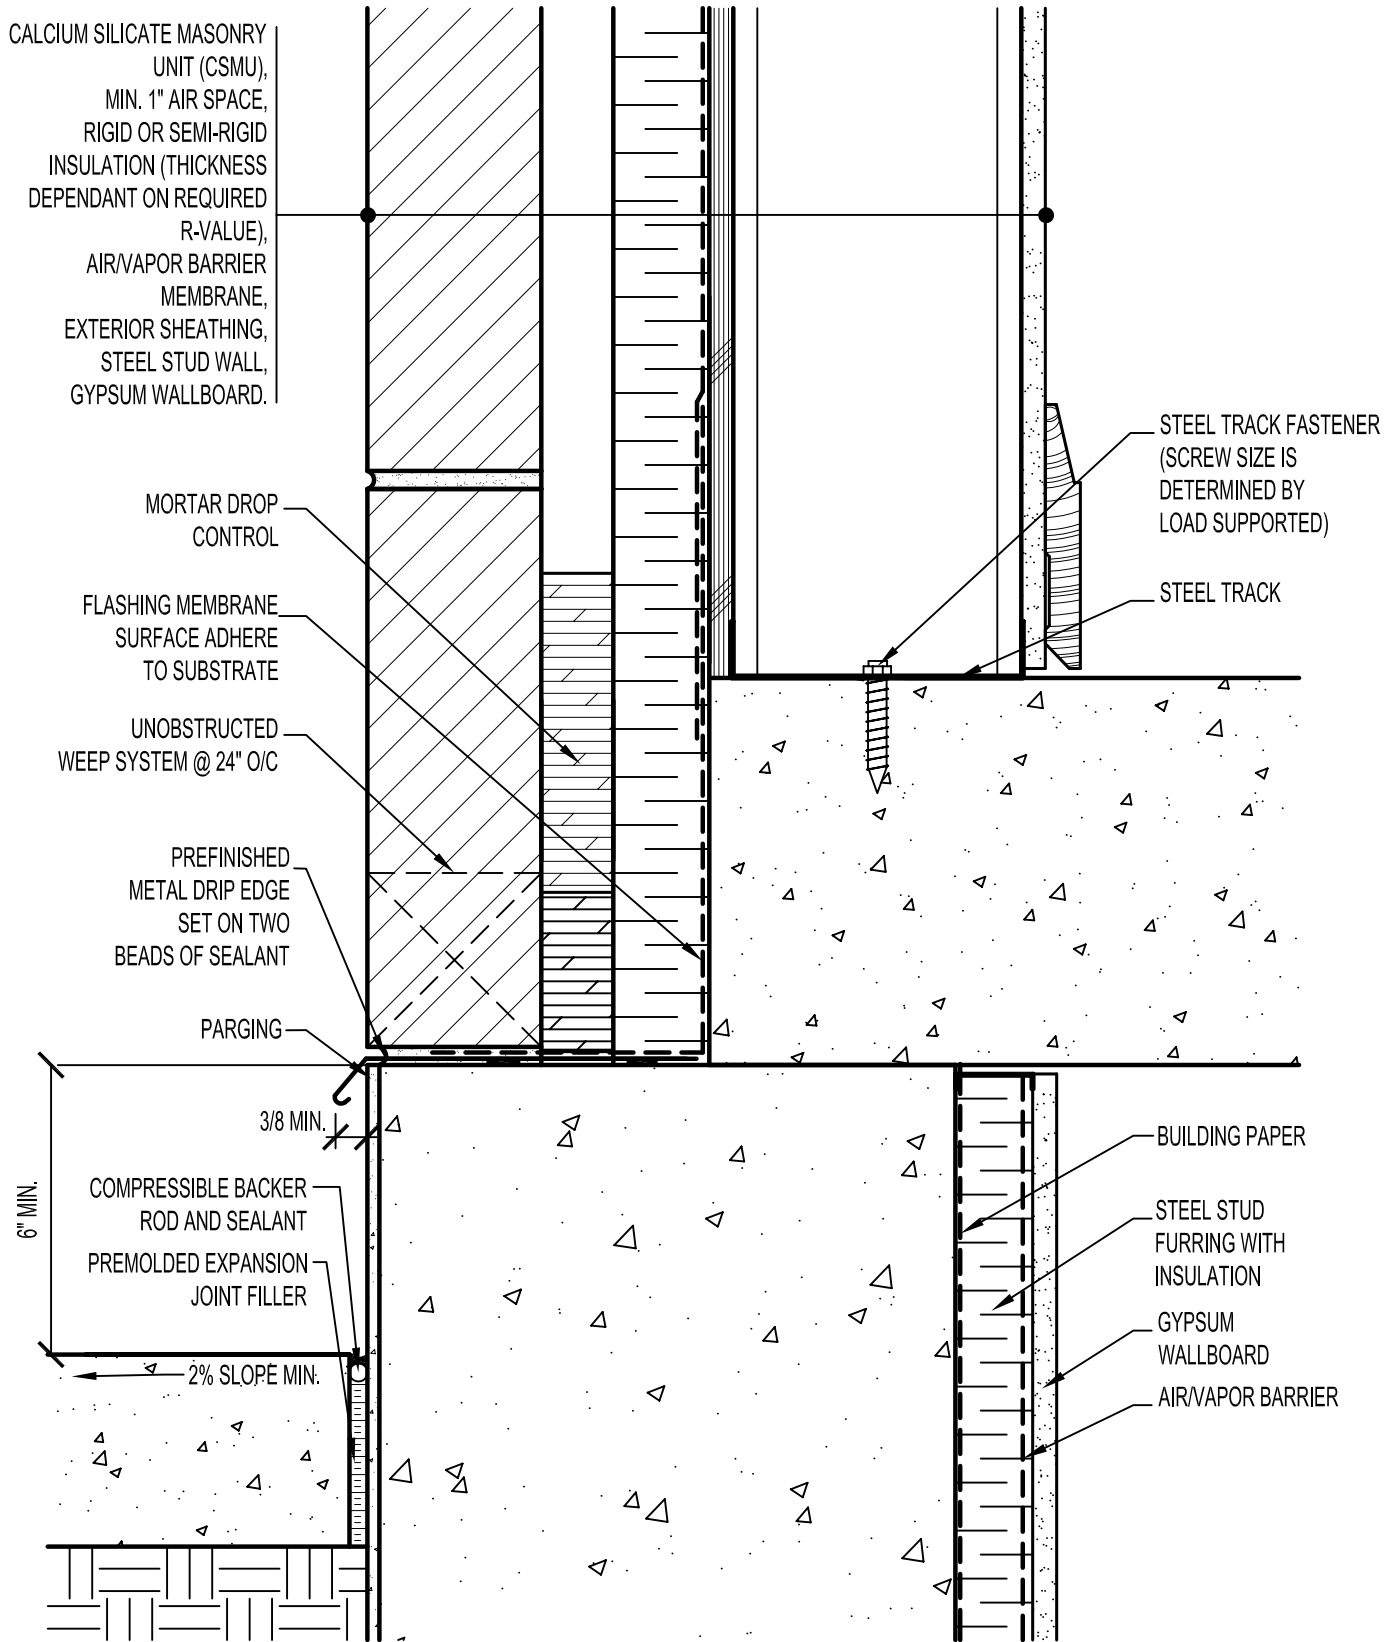 CALCIUM SILICATE MASONRY
UNIT (CSMU),
MIN. 1" AIR SPACE,
RIGID OR SEMI-RIGID
INSULATION (THICKNESS
DEPENDANT ON REQUIRED
R-VALUE),
AIR/VAPOR BARRIER
MEMBRANE,
EXTERIOR SHEATHING,
STEEL STUD WALL,
GYPSUM WALLBOARD.
STEEL TRACK FASTENER
(SCREW SIZE IS
DETERMINED BY
LOAD SUPPORTED)
MORTAR DROP
CONTROL
STEEL TRACK
FLASHING MEMBRANE
SURFACE ADHERE
TO SUBSTRATE
UNOBSTRUCTED
WEEP SYSTEM @ 24" O/C
PREFINISHED
METAL DRIP EDGE
SET ON TWO
BEADS OF SEALANT
PARGING
3/8 MIN.
6" MIN.
COMPRESSIBLE BACKER
ROD AND SEALANT
PREMOLDED EXPANSION
JOINT FILLER
2% SLOPE MIN.
BUILDING PAPER
STEEL STUD
FURRING WITH
INSULATION
GYPSUM
WALLBOARD
AIR/VAPOR BARRIER